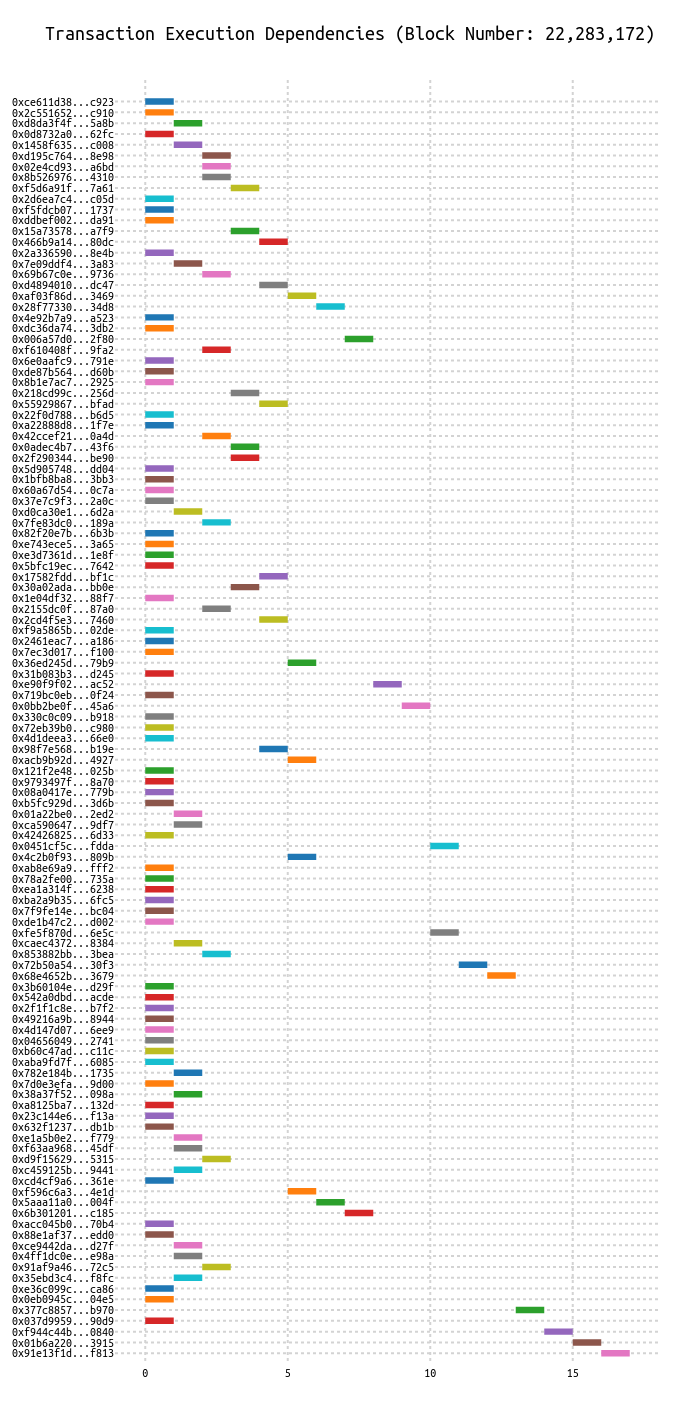 Transaction Execution Dependencies (Block Number: 22,283,172)
0xce611d38...c923
0x2c551652...c910
0xd8da3f4f...5a8b
0x0d8732a0...62fc
0x1458f635...c008
0xd195c764...8e98
0x02e4cd93...a6bd
0x8b526976...4310
0xf5d6a91f...7a61
0x2d6ea7c4...c05d
0xf5fdcb07...1737
0xddbef002...da91
0x15a73578...a7f9
0x466b9a14...80dc
0x2a336590...8e4b
0x7e09ddf4...3a83
0x69b67c0e...9736
0xd4894010...dc47
0xaf03f86d...3469
0x28f77330...34d8
0x4e92b7a9...a523
0xdc36da74...3db2
0x006a57d0...2f80
0xf610408f...9fa2
0x6e0aafc9...791e
0xde87b564...d60b
0x8b1e7ac7...2925
0x218cd99c...256d
0x55929867...bfad
0x22f0d788...b6d5
0xa22888d8...1f7e
0x42ccef21...0a4d
0x0adec4b7...43f6
0x2f290344...be90
0x5d905748...dd04
0x1bfb8ba8...3bb3
0x60a67d54...0c7a
0x37e7c9f3...2a0c
0xd0ca30e1...6d2a
0x7fe83dc0...189a
0x82f20e7b...6b3b
0xe743ece5...3a65
0xe3d7361d...1e8f
0x5bfc19ec...7642
0x17582fdd...bf1c
0x30a02ada...bb0e
0x1e04df32...88f7
0x2155dc0f...87a0
0x2cd4f5e3...7460
0xf9a5865b...02de
0x2461eac7...a186
0x7ec3d017...f100
0x36ed245d...79b9
0x31b083b3...d245
0xe90f9f02...ac52
0x719bc0eb...0f24
0x0bb2be0f...45a6
0x330c0c09...b918
0x72eb39b0...c980
0x4d1deea3...66e0
0x98f7e568...b19e
0xacb9b92d...4927
0x121f2e48...025b
0x9793497f...8a70
0x08a0417e...779b
0xb5fc929d...3d6b
0x01a22be0...2ed2
0xca590647...9df7
0x42426825...6d33
0x0451cf5c...fdda
0x4c2b0f93...809b
0xab8e69a9...fff2
0x78a2fe00...735a
0xea1a314f...6238
0xba2a9b35...6fc5
0x7f9fe14e...bc04
0xde1b47c2...d002
0xfe5f870d...6e5c
0xcaec4372...8384
0x853882bb...3bea
0x72b50a54...30f3
0x68e4652b...3679
0x3b60104e...d29f
0x542a0dbd...acde
0x2f1f1c8e...b7f2
0x49216a9b...8944
0x4d147d07...6ee9
0x04656049...2741
0xb60c47ad...c11c
0xaba9fd7f...6085
0x782e184b...1735
0x7d0e3efa...9d00
0x38a37f52...098a
0xa8125ba7...132d
0x23c144e6...f13a
0x632f1237...db1b
0xe1a5b0e2...f779
0xf63aa968...45df
0xd9f15629...5315
0xc459125b...9441
0xcd4cf9a6...361e
0xf596c6a3...4e1d
0x5aaa11a0...004f
0x6b301201...c185
0xacc045b0...70b4
0x88e1af37...edd0
0xce9442da...d27f
0x4ff1dc0e...e98a
0x91af9a46...72c5
0x35ebd3c4...f8fc
0xe36c099c...ca86
0x0eb0945c...04e5
0x377c8857...b970
0x037d9959...90d9
0xf944c44b...0840
0x01b6a220...3915
0x91e13f1d...f813
0 5 10 15